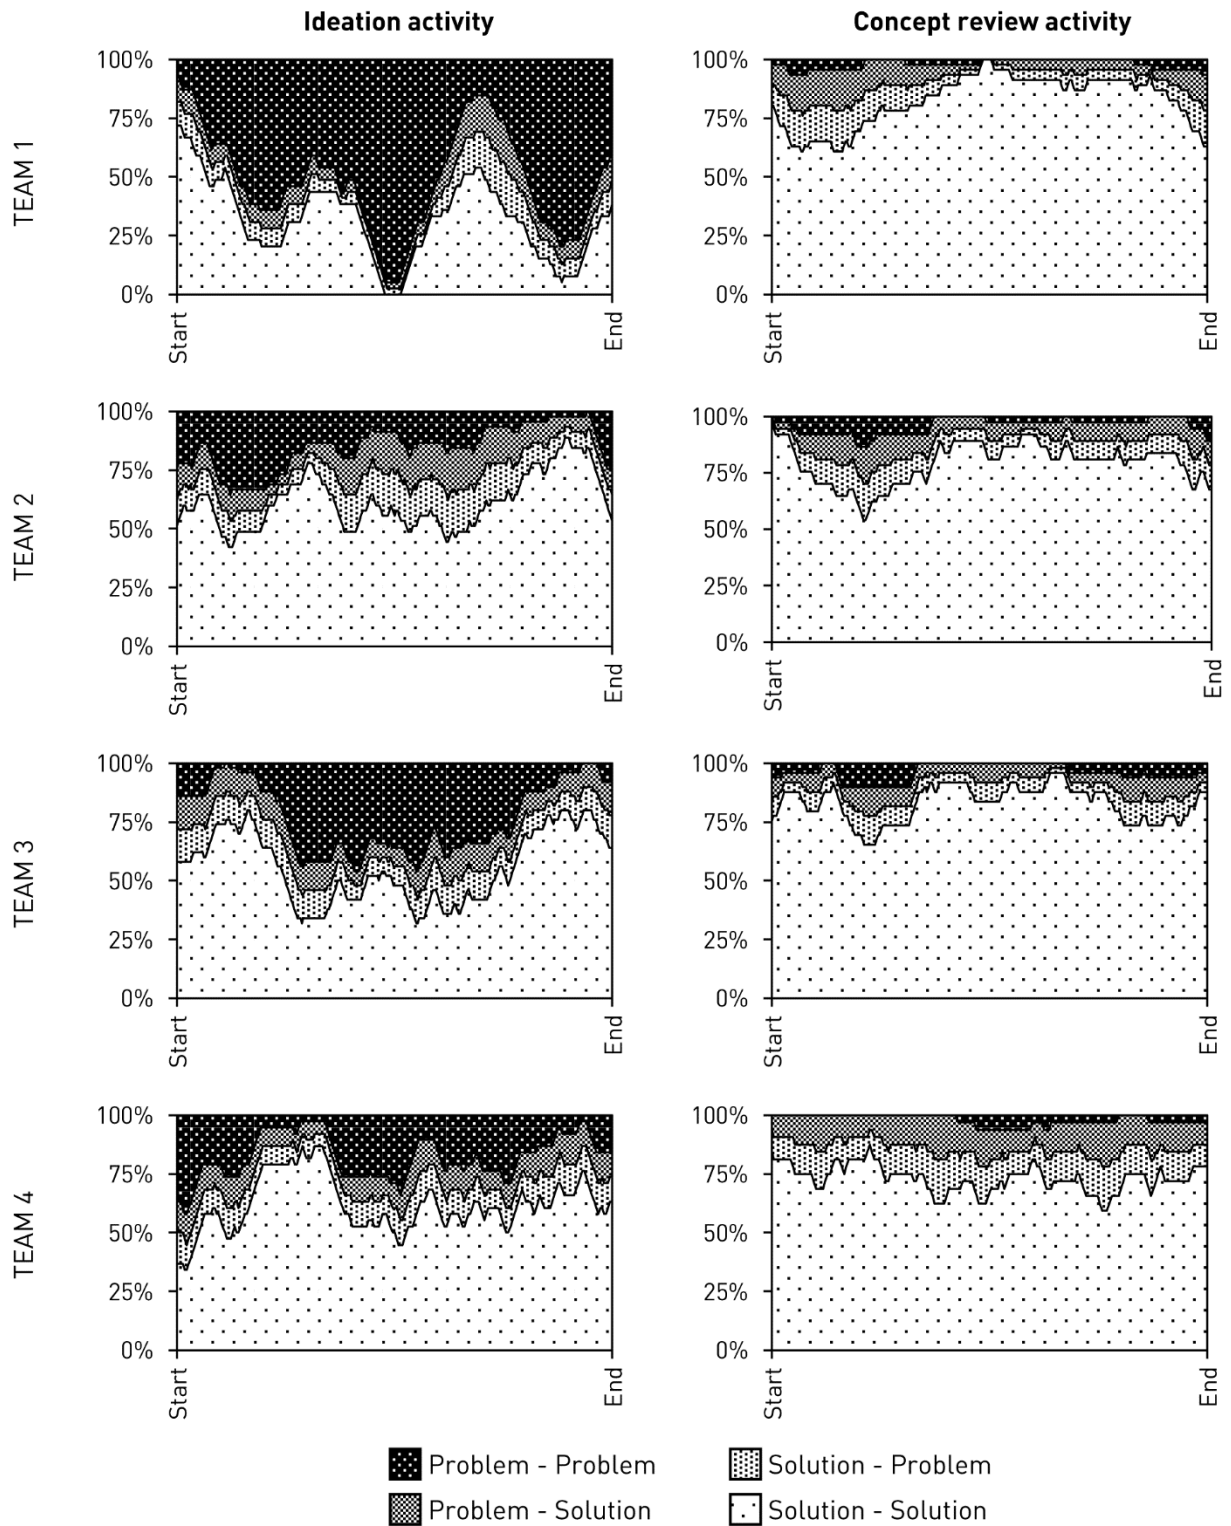 Ideation activity
Concept review activity
TEAM 1
100%
75%
50%
25%
0%
Start
End
100%
75%
50%
25%
0%
Start
End
TEAM 2
100%
75%
50%
25%
0%
Start
End
100%
75%
50%
25%
0%
Start
End
TEAM 3
100%
75%
50%
25%
0%
Start
End
100%
75%
50%
25%
0%
Start
End
TEAM 4
100%
75%
50%
25%
0%
Start
End
100%
75%
50%
25%
0%
Start
End
Problem - Problem
Solution - Problem
Problem - Solution
Solution - Solution